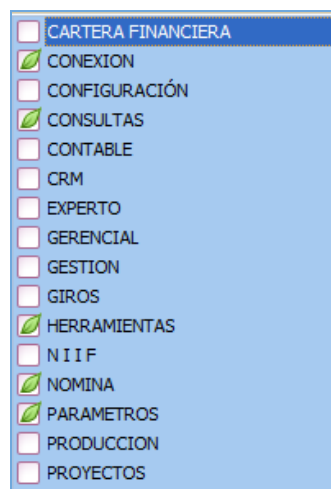 CARTERA FINANCIERA
CONEXION
CONFIGURACIÓN
CONSULTAS
CONTABLE
CRM
EXPERTO
GERENCIAL
GESTION
GIROS
HERRAMIENTAS
N I I F
NOMINA
PARAMETROS
PRODUCCION
PROYECTOS